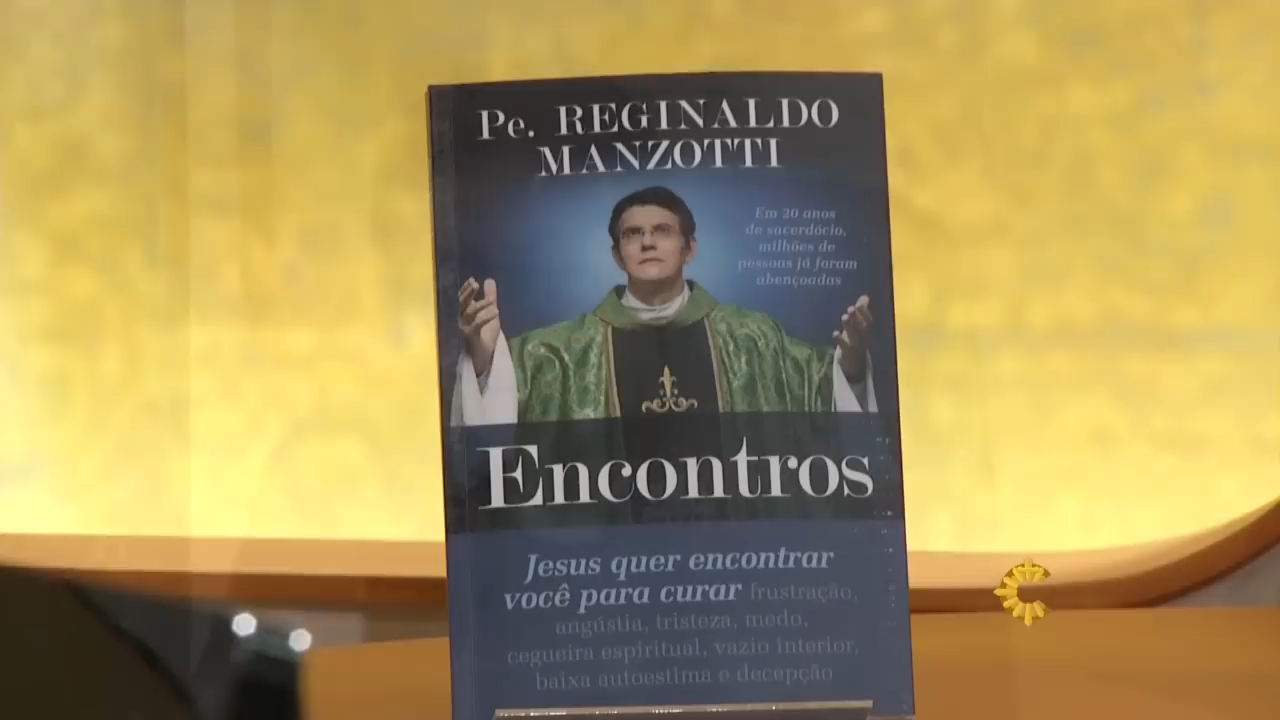 Pe. REGINALDO
MANZOTTI
Em 20 anos
de sacerdócio,
milhões de
pessoas já foram
abençoadas
Encontros
Jesus quer encontrar
você para curar frustração,
angústia, tristeza, medo,
cegueira espiritual, vazio interior,
baixa autoestima e decepção